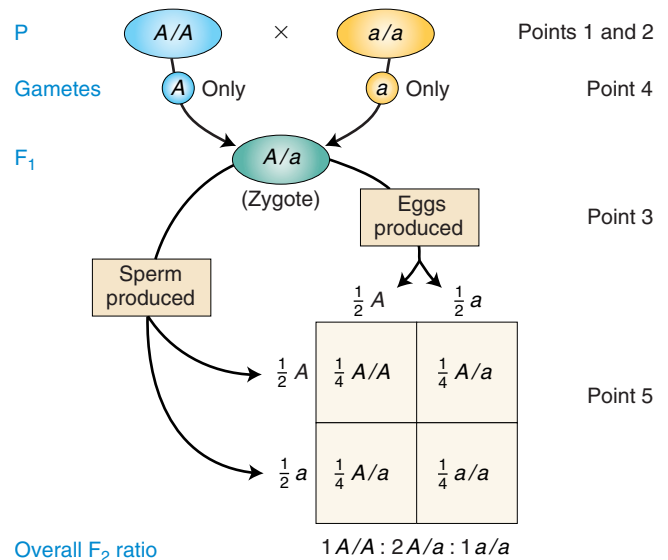 P A/A × a/a Points 1 and 2
Gametes A Only a Only Point 4
F₁ A/a
(Zygote)
Eggs
produced
Point 3
Sperm
produced
½ A ½ a
½ A ¼ A/A ¼ A/a
Point 5
½ a ¼ A/a ¼ a/a
Overall F₂ ratio 1 A/A : 2 A/a : 1 a/a